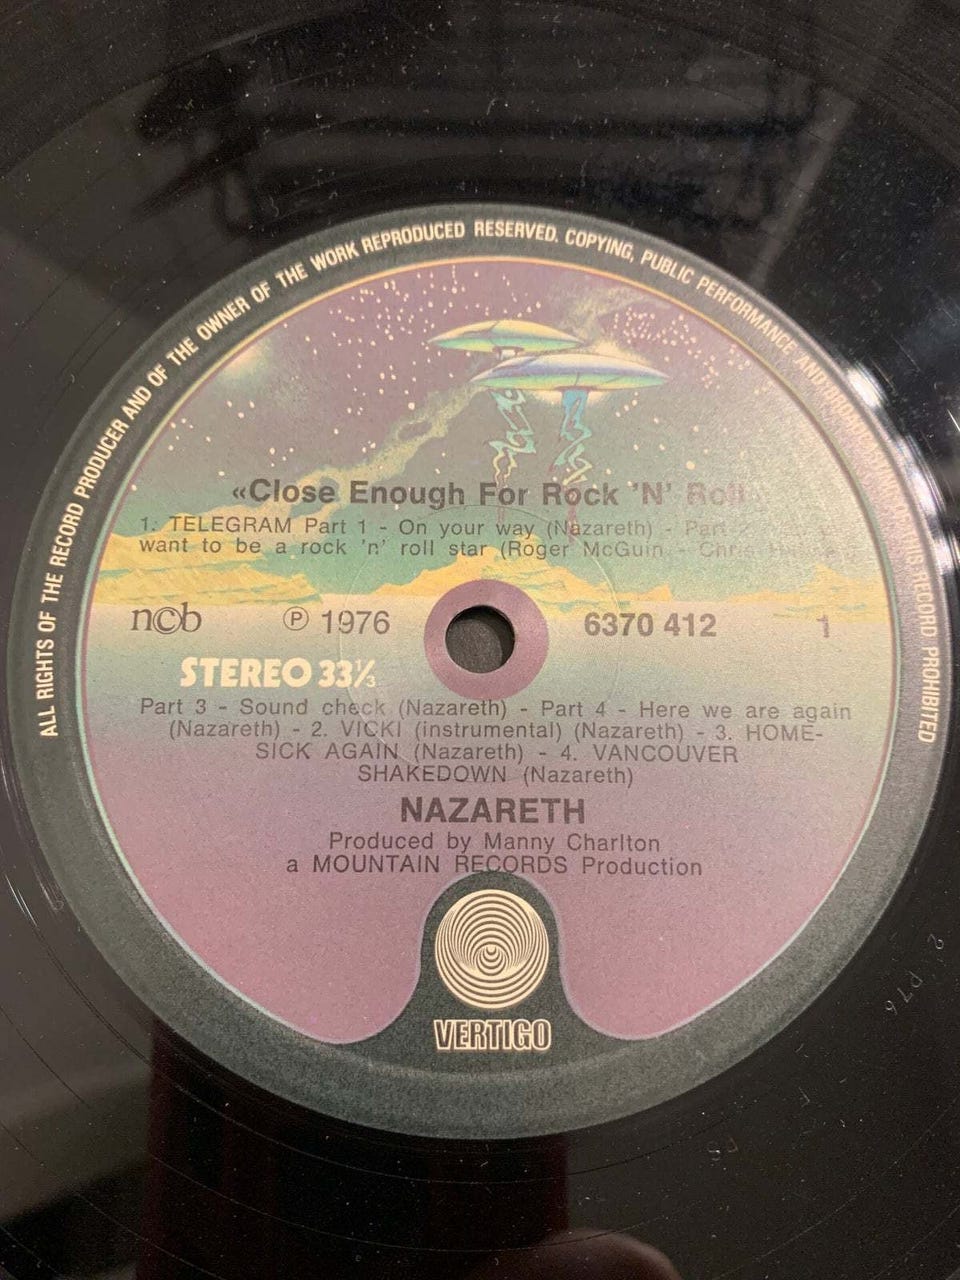 ALL RIGHTS OF THE RECORD PRODUCER AND OF THE OWNER OF THE WORK REPRODUCED RESERVED. COPYING, PUBLIC PERFORMANCE AND THIS RECORD PROHIBITED
«Close Enough For Rock 'N' Roll
1. TELEGRAM Part 1 - On your way (Nazareth) - Part
want to be a rock 'n' roll star (Roger McGuin - Chris
ncb Ⓟ 1976 6370 412 1
STEREO 33⅓
Part 3 - Sound check (Nazareth) - Part 4 - Here we are again
(Nazareth) - 2. VICKI (instrumental) (Nazareth) - 3. HOME-
SICK AGAIN (Nazareth) - 4. VANCOUVER
SHAKEDOWN (Nazareth)
NAZARETH
Produced by Manny Charlton
a MOUNTAIN RECORDS Production
VERTIGO